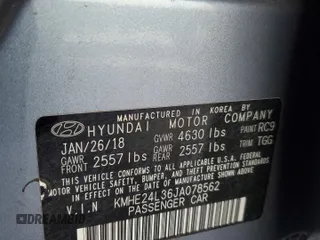 MANUFACTURED IN KOREA BY
HYUNDAI MOTOR COMPANY
JAN/26/18 GVWR 4630 lbs PAINT RC9
GAWR FRONT 2557 lbs GAWR REAR 2557 lbs TRIM TGG
THIS VEHICLE CONFORMS TO ALL APPLICABLE U.S.A. FEDERAL
MOTOR VEHICLE SAFETY BUMPER, AND THEFT PREVENTION
STANDARDS IN EFFECT ON THE DATE OF MANUFACTURE
SHOWN ABOVE.
V.I.N KMHE24L36JA078562
PASSENGER CAR